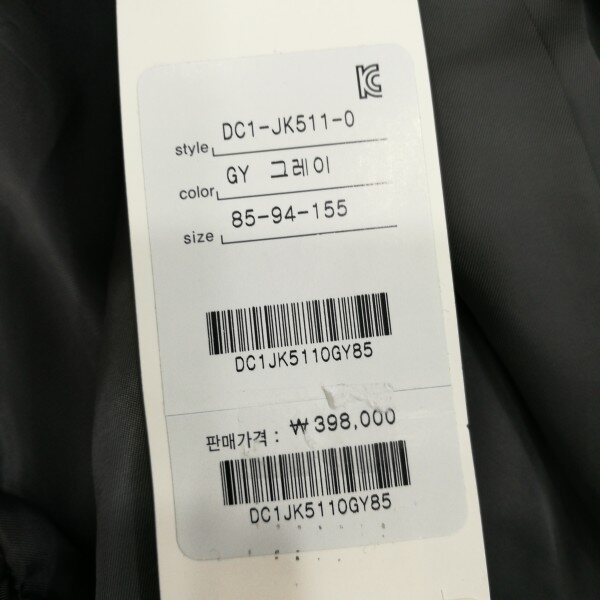 KC
style DC1-JK511-0
color GY 그레이
size 85-94-155
DC1JK5110GY85
판매가격 : ₩398,000
DC1JK5110GY85